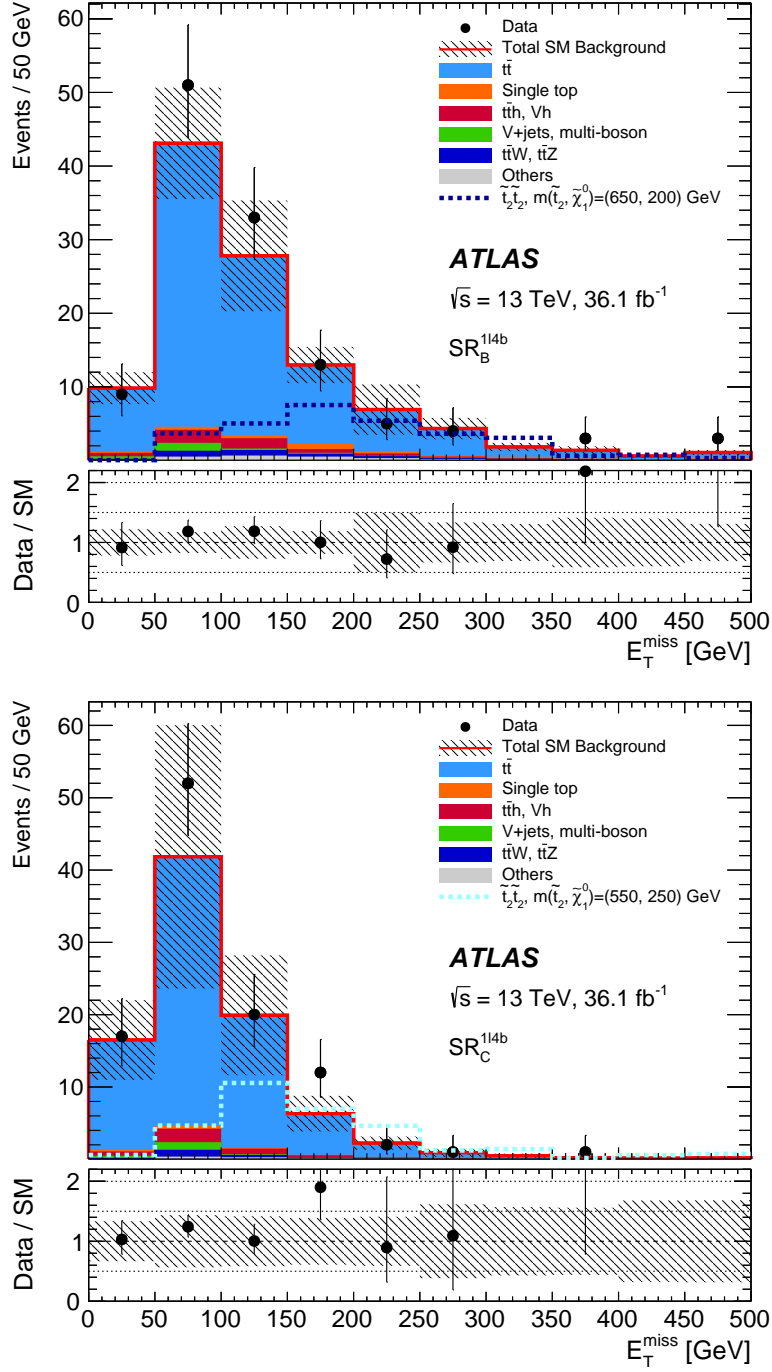 Events / 50 GeV
60
50
40
30
20
10
Data
Total SM Background
tt̄
Single top
tt̄h, Vh
V+jets, multi-boson
tt̄W, tt̄Z
Others
t̃₂t̃₂, m(t̃₂, χ̃₁⁰)=(650, 200) GeV
ATLAS
√s = 13 TeV, 36.1 fb⁻¹
SR_B^1l4b
Data / SM
2
1
0
0 50 100 150 200 250 300 350 400 450 500
E_T^miss [GeV]
Events / 50 GeV
60
50
40
30
20
10
Data
Total SM Background
tt̄
Single top
tt̄h, Vh
V+jets, multi-boson
tt̄W, tt̄Z
Others
t̃₂t̃₂, m(t̃₂, χ̃₁⁰)=(550, 250) GeV
ATLAS
√s = 13 TeV, 36.1 fb⁻¹
SR_C^1l4b
Data / SM
2
1
0
0 50 100 150 200 250 300 350 400 450 500
E_T^miss [GeV]